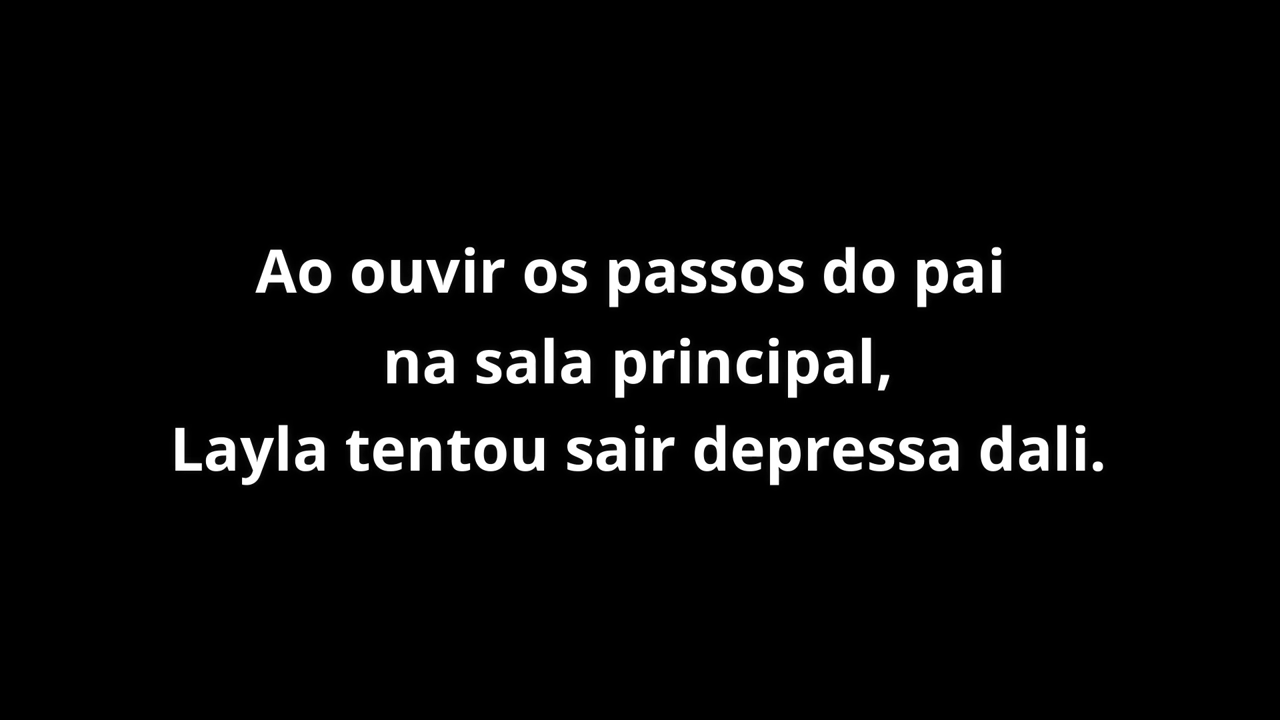 Ao ouvir os passos do pai
na sala principal,
Layla tentou sair depressa dali.